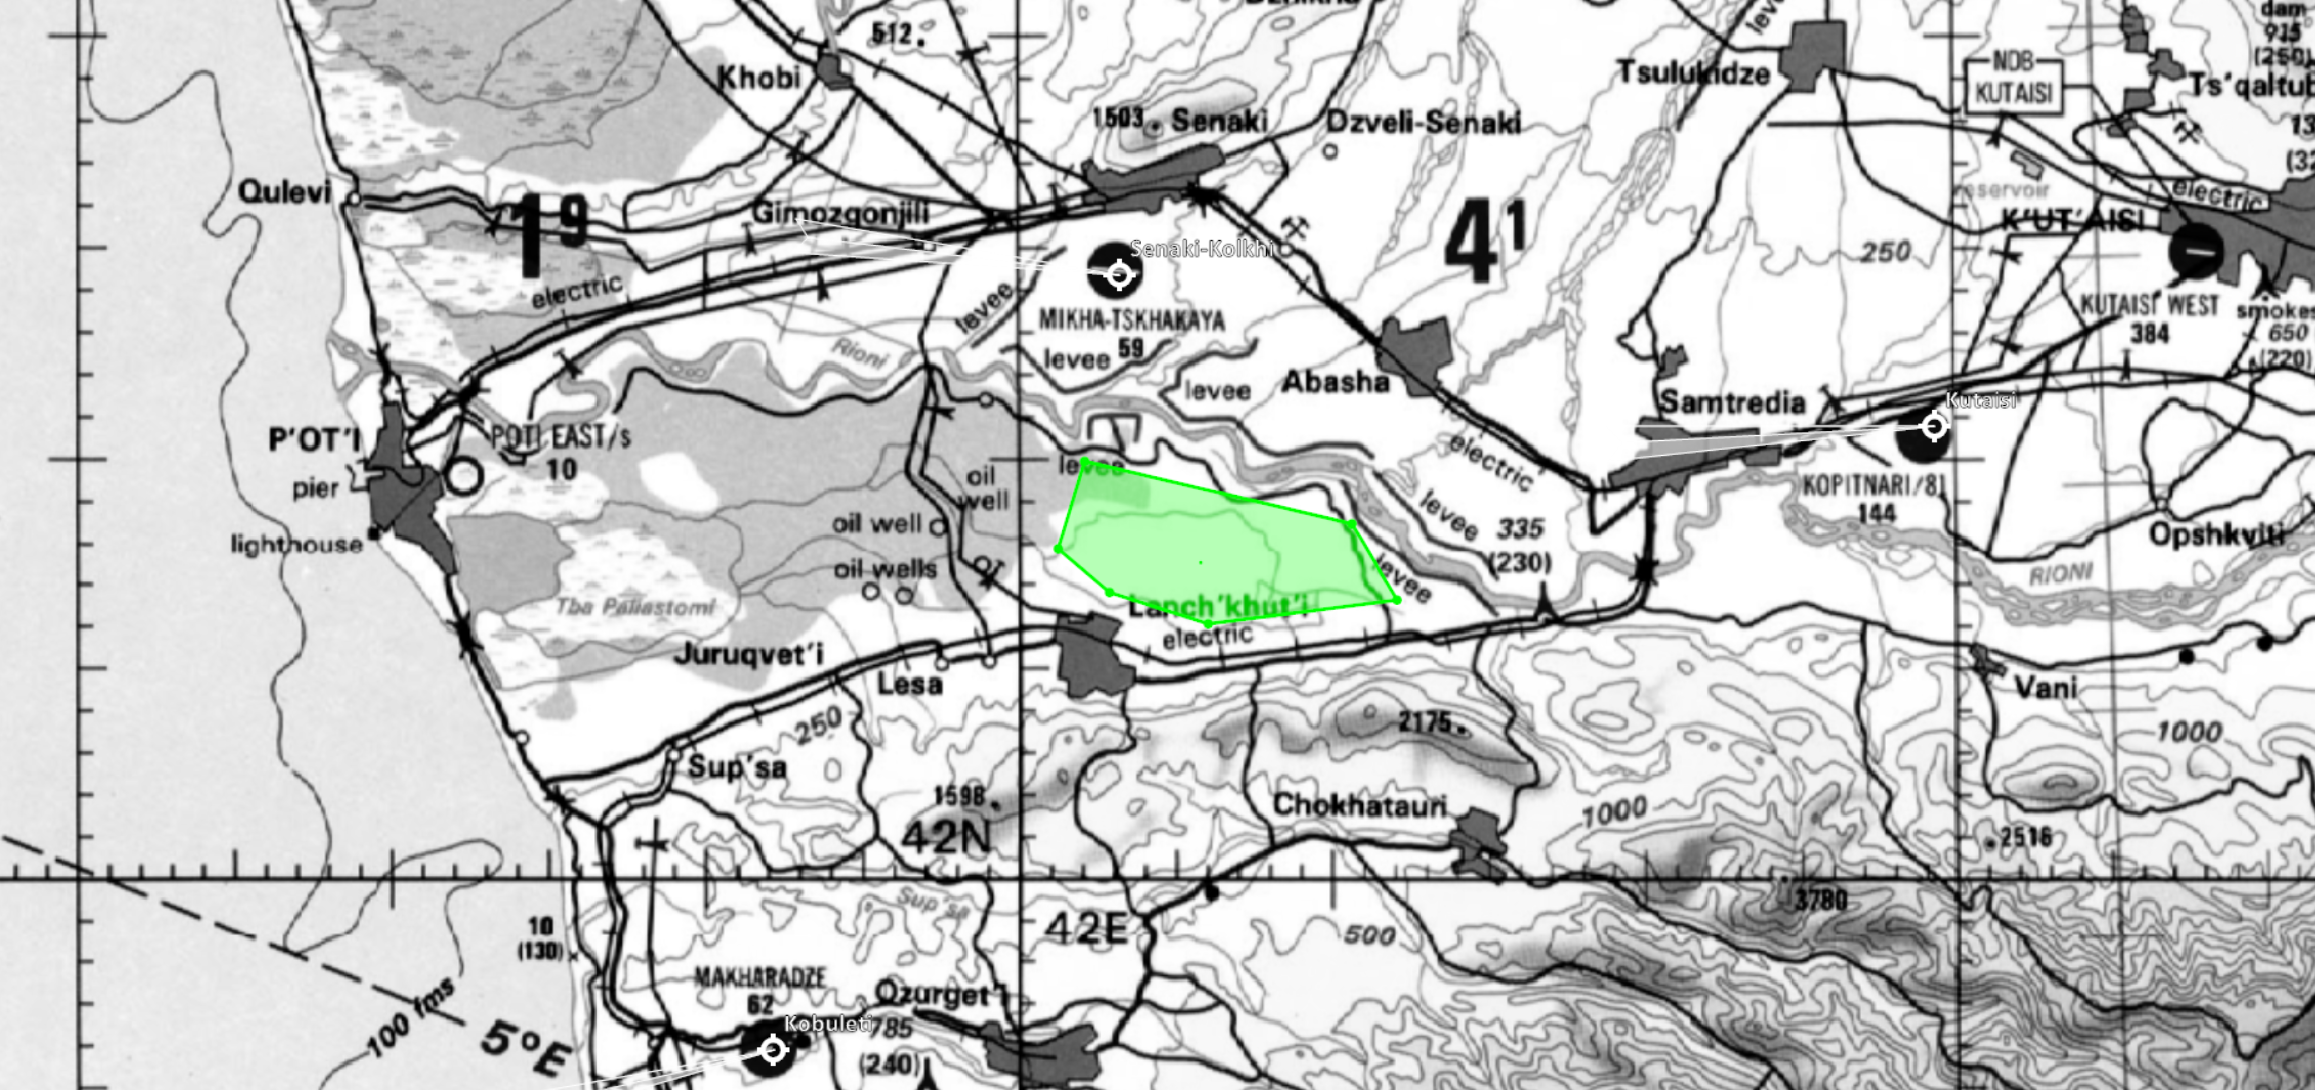 512.
Khobi
Tsulukidze
NDB
KUTAISI
dam
915
(250)
Ts'qaltub
1503. Senaki
Dzveli-Senaki
Qulevi
19
Gimozgonjili
Senaki-Kolkhi
41
reservoir
electric
K'UT'AISI
250
electric
levee
MIKHA-TSKHAKAYA
levee 59
Rioni
KUTAISI WEST
384
smokes
650
(220)
levee
Abasha
Samtredia
Kutaisi
P'OT'I
pier
POTI EAST/s
10
levee
oil
well
electric
KOPITNARI/8)
144
lighthouse
oil well
levee
335
(230)
Opshkviti
oil wells
levee
RIONI
Tba Paliastomi
Lanch'khut'i
electric
Juruqvet'i
Lesa
Vani
250
2175.
1000
Sup'sa
1598.
42N
Chokhatauri
1000
2516
3780
Sup'sa
42E
500
10
(130)
100 fms
5°E
MAKHARADZE
62
Ozurget'i
Kobuleti
785
(240)